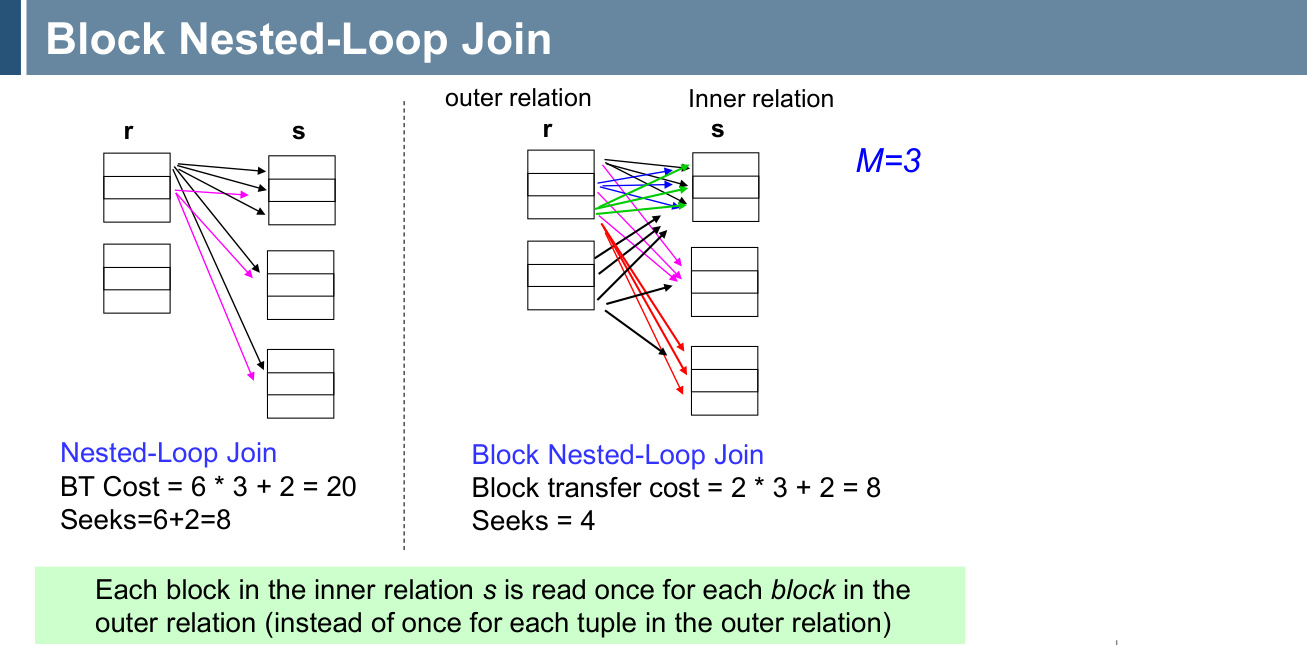 Block Nested-Loop Join
r
s
outer relation
Inner relation
r
s
M=3
Nested-Loop Join
BT Cost = 6 * 3 + 2 = 20
Seeks=6+2=8
Block Nested-Loop Join
Block transfer cost = 2 * 3 + 2 = 8
Seeks = 4
Each block in the inner relation s is read once for each block in the
outer relation (instead of once for each tuple in the outer relation)